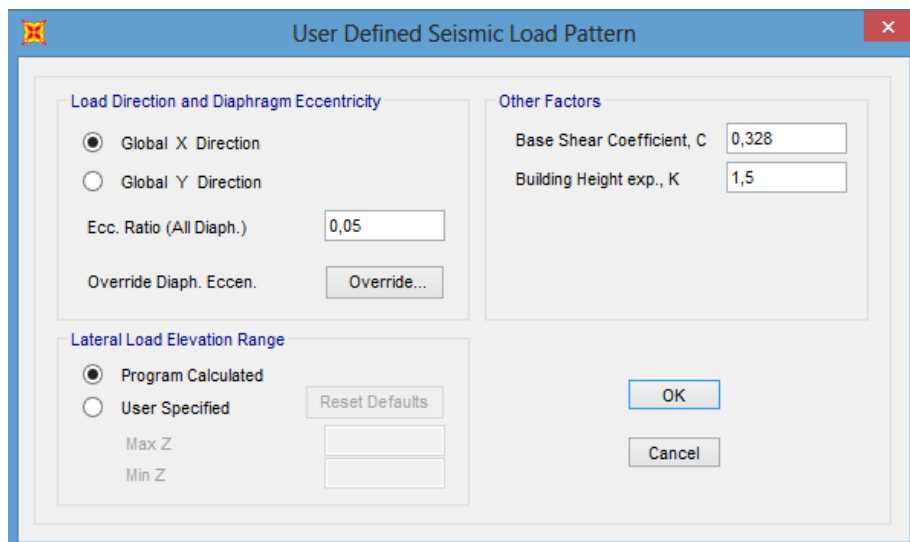 User Defined Seismic Load Pattern
Load Direction and Diaphragm Eccentricity
Global X Direction
Global Y Direction
Ecc. Ratio (All Diaph.) 0,05
Override Diaph. Eccen. Override...
Other Factors
Base Shear Coefficient, C 0,328
Building Height exp., K 1,5
Lateral Load Elevation Range
Program Calculated
User Specified Reset Defaults
Max Z
Min Z
OK
Cancel